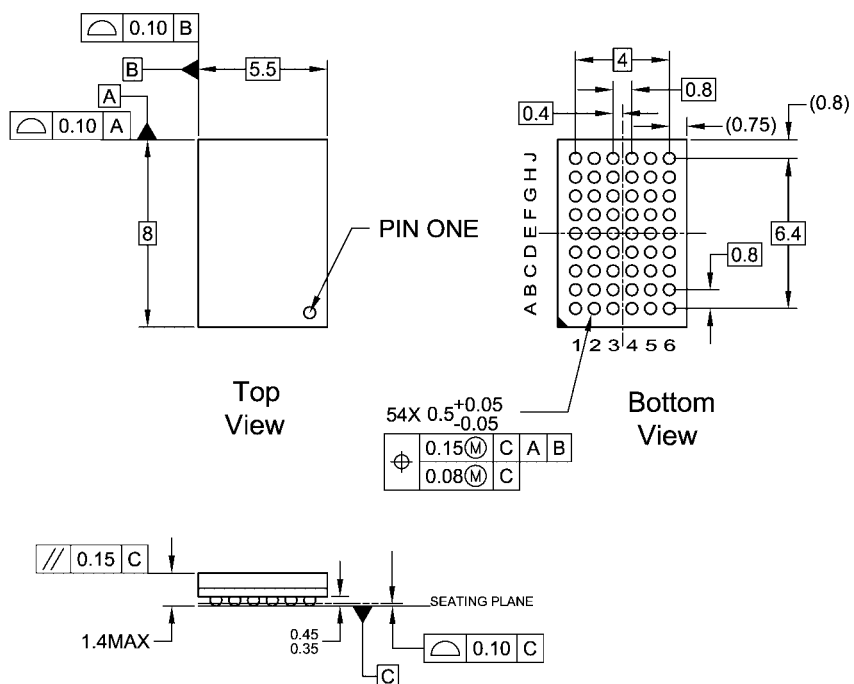 0.10 B
B
5.5
A
0.10 A
8
PIN ONE
Top
View
4
0.8
0.4
(0.8)
(0.75)
J
H
G
F
E
D
C
B
A
6.4
0.8
1 2 3 4 5 6
54X 0.5 +0.05
-0.05
0.15 Ⓜ C A B
0.08 Ⓜ C
Bottom
View
// 0.15 C
1.4MAX
0.45
0.35
SEATING PLANE
0.10 C
C